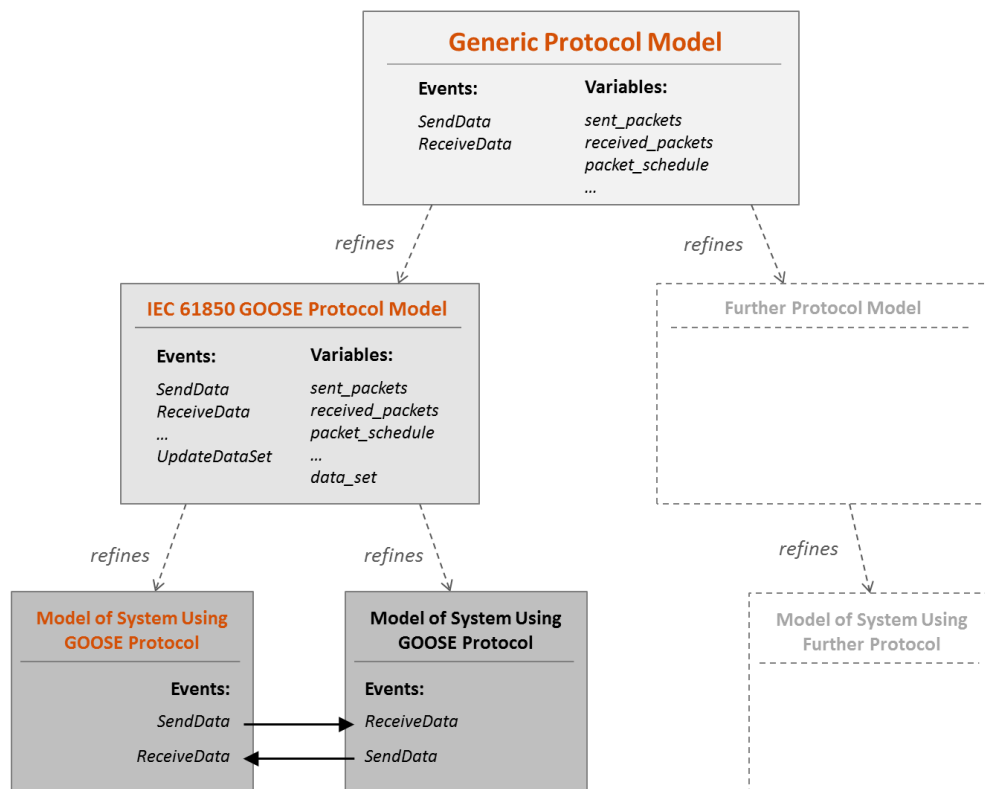 Generic Protocol Model
Events:
SendData
ReceiveData
Variables:
sent_packets
received_packets
packet_schedule
...
refines
refines
IEC 61850 GOOSE Protocol Model
Events:
SendData
ReceiveData
...
UpdateDataSet
Variables:
sent_packets
received_packets
packet_schedule
...
data_set
Further Protocol Model
refines
refines
refines
Model of System Using
GOOSE Protocol
Events:
SendData
ReceiveData
Model of System Using
GOOSE Protocol
Events:
ReceiveData
SendData
Model of System Using
Further Protocol